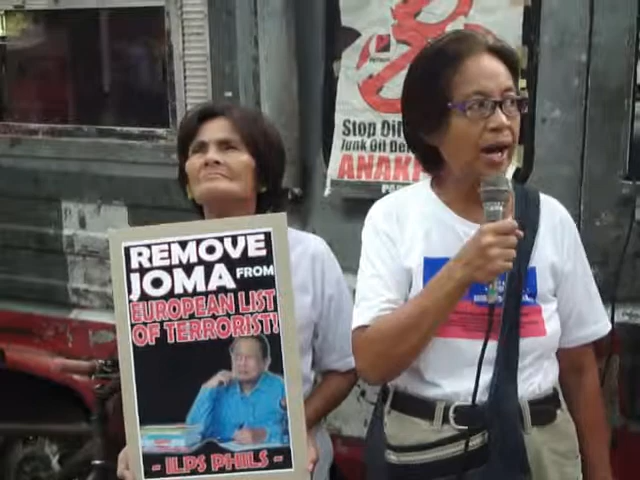 Stop Oil
Junk Oil De
ANAKP
REMOVE
JOMA FROM
EUROPEAN LIST
OF TERRORIST!
- ILPS PHILS -